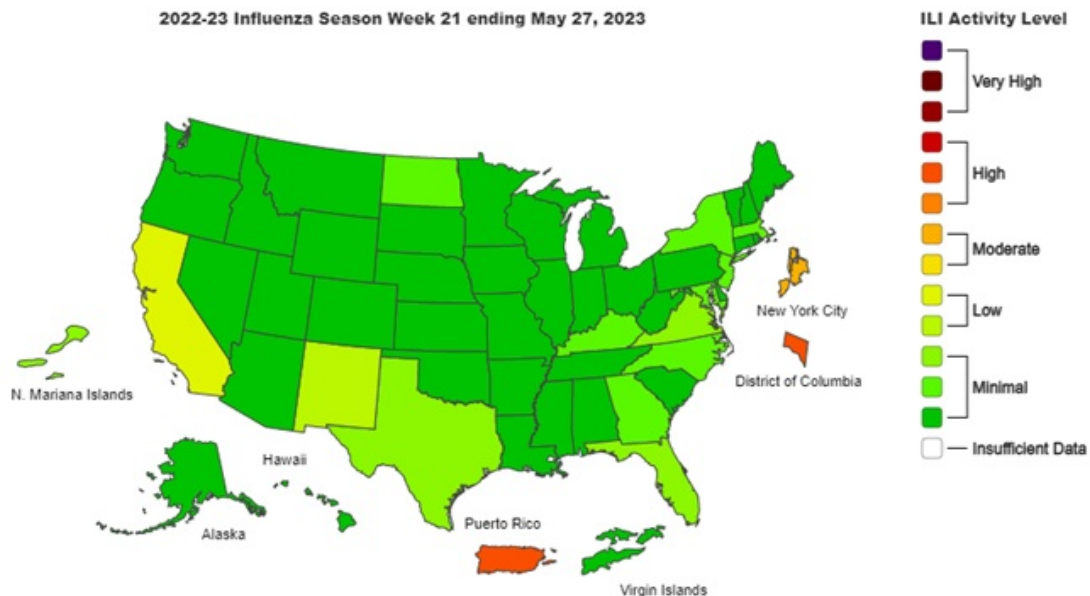 2022-23 Influenza Season Week 21 ending May 27, 2023
ILI Activity Level
Very High
High
Moderate
Low
Minimal
Insufficient Data
New York City
District of Columbia
N. Mariana Islands
Hawaii
Alaska
Puerto Rico
Virgin Islands